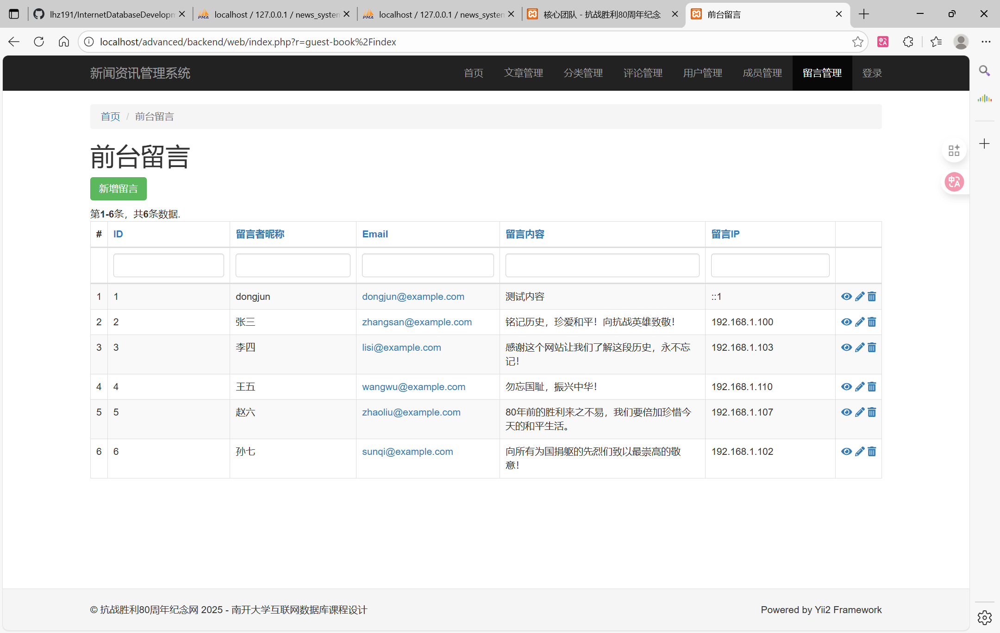 lhz191/InternetDatabaseDevelopn
localhost / 127.0.0.1 / news_system
localhost / 127.0.0.1 / news_system
核心团队 - 抗战胜利80周年纪念
前台留言
localhost/advanced/backend/web/index.php?r=guest-book%2Findex
新闻资讯管理系统 首页 文章管理 分类管理 评论管理 用户管理 成员管理 留言管理 登录
首页 / 前台留言
前台留言
新增留言
第1-6条，共6条数据.
# ID 留言者昵称 Email 留言内容 留言IP
1 1 dongjun dongjun@example.com 测试内容 ::1
2 2 张三 zhangsan@example.com 铭记历史，珍爱和平！向抗战英雄致敬！ 192.168.1.100
3 3 李四 lisi@example.com 感谢这个网站让我们了解这段历史，永不忘 192.168.1.103
记！
4 4 王五 wangwu@example.com 勿忘国耻，振兴中华！ 192.168.1.110
5 5 赵六 zhaoliu@example.com 80年前的胜利来之不易，我们要倍加珍惜今 192.168.1.107
天的和平生活。
6 6 孙七 sunqi@example.com 向所有为国捐躯的先烈们致以最崇高的敬 192.168.1.102
意！
© 抗战胜利80周年纪念网 2025 - 南开大学互联网数据库课程设计 Powered by Yii2 Framework